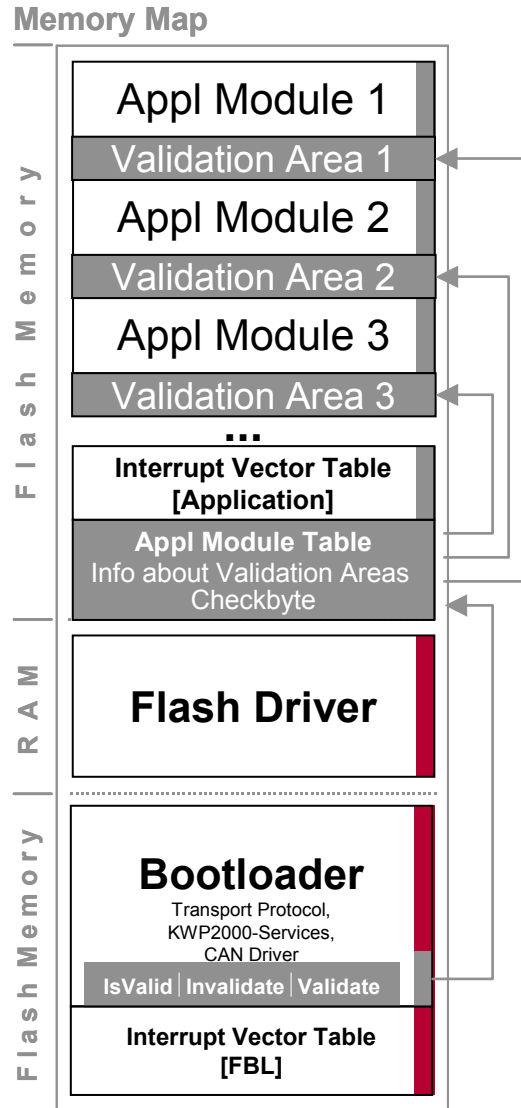 Memory Map
Flash Memory
Appl Module 1
Validation Area 1
Appl Module 2
Validation Area 2
Appl Module 3
Validation Area 3
...
Interrupt Vector Table
[Application]
Appl Module Table
Info about Validation Areas
Checkbyte
RAM
Flash Driver
Flash Memory
Bootloader
Transport Protocol,
KWP2000-Services,
CAN Driver
IsValid | Invalidate | Validate
Interrupt Vector Table
[FBL]